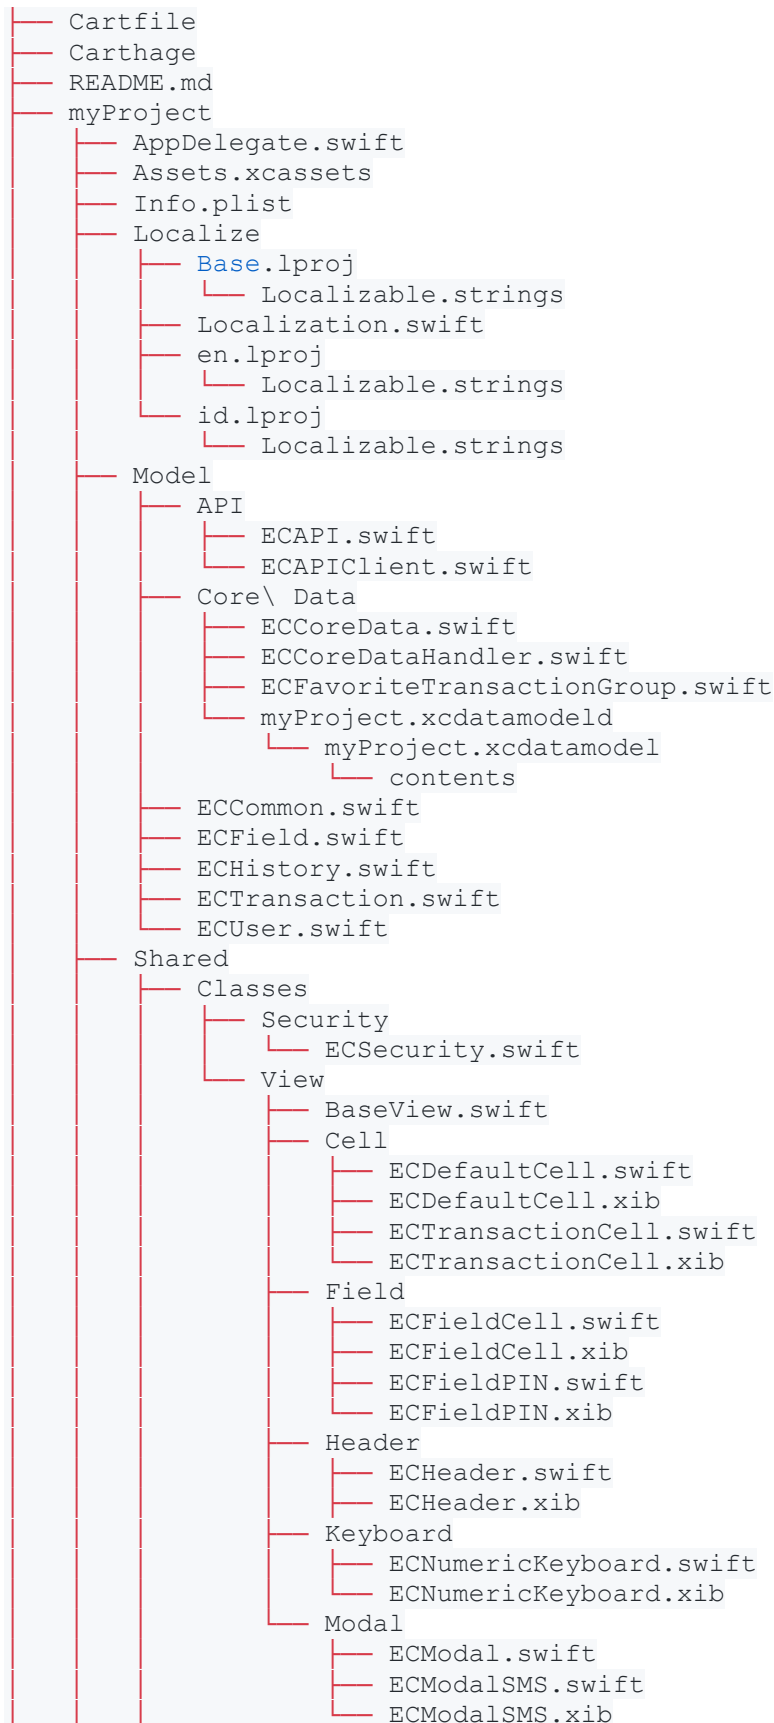 ├── Cartfile
├── Carthage
├── README.md
├── myProject
│   ├── AppDelegate.swift
│   ├── Assets.xcassets
│   ├── Info.plist
│   ├── Localize
│   │   ├── Base.lproj
│   │   │   └── Localizable.strings
│   │   ├── Localization.swift
│   │   ├── en.lproj
│   │   │   └── Localizable.strings
│   │   └── id.lproj
│   │       └── Localizable.strings
│   ├── Model
│   │   ├── API
│   │   │   ├── ECAPI.swift
│   │   │   └── ECAPIClient.swift
│   │   ├── Core\ Data
│   │   │   ├── ECCoreData.swift
│   │   │   ├── ECCoreDataHandler.swift
│   │   │   ├── ECFavoriteTransactionGroup.swift
│   │   │   └── myProject.xcdatamodeld
│   │   │       └── myProject.xcdatamodel
│   │   │           └── contents
│   │   ├── ECCommon.swift
│   │   ├── ECField.swift
│   │   ├── ECHistory.swift
│   │   ├── ECTransaction.swift
│   │   └── ECUser.swift
│   ├── Shared
│   │   ├── Classes
│   │   │   ├── Security
│   │   │   │   └── ECSecurity.swift
│   │   │   └── View
│   │   │       ├── BaseView.swift
│   │   │       ├── Cell
│   │   │       │   ├── ECDefaultCell.swift
│   │   │       │   ├── ECDefaultCell.xib
│   │   │       │   ├── ECTransactionCell.swift
│   │   │       │   └── ECTransactionCell.xib
│   │   │       ├── Field
│   │   │       │   ├── ECFieldCell.swift
│   │   │       │   ├── ECFieldCell.xib
│   │   │       │   ├── ECFieldPIN.swift
│   │   │       │   └── ECFieldPIN.xib
│   │   │       ├── Header
│   │   │       │   ├── ECHeader.swift
│   │   │       │   ├── ECHeader.xib
│   │   │       ├── Keyboard
│   │   │       │   ├── ECNumericKeyboard.swift
│   │   │       │   └── ECNumericKeyboard.xib
│   │   │       └── Modal
│   │   │           ├── ECModal.swift
│   │   │           ├── ECModalSMS.swift
│   │   │           └── ECModalSMS.xib